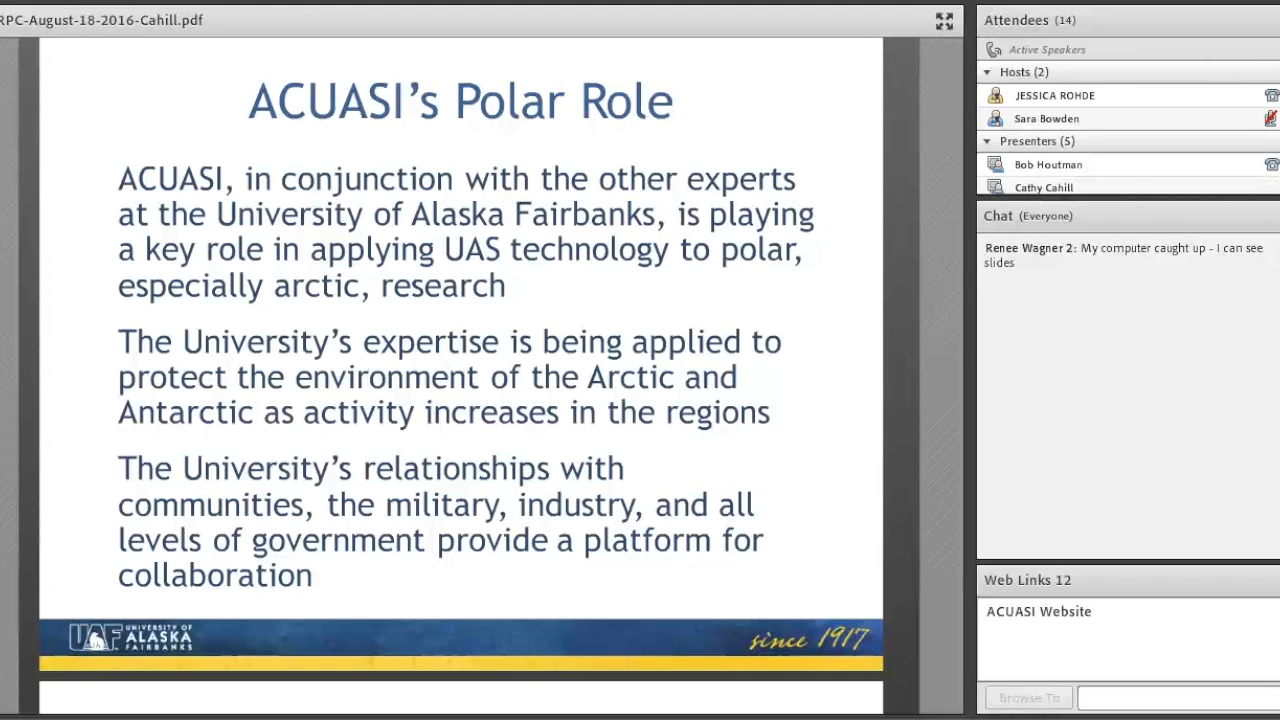 RPC-August-18-2016-Cahill.pdf
ACUASI's Polar Role
ACUASI, in conjunction with the other experts
at the University of Alaska Fairbanks, is playing
a key role in applying UAS technology to polar,
especially arctic, research
The University's expertise is being applied to
protect the environment of the Arctic and
Antarctic as activity increases in the regions
The University's relationships with
communities, the military, industry, and all
levels of government provide a platform for
collaboration
UAF
UNIVERSITY OF
ALASKA
FAIRBANKS
since 1917
Attendees (14)
Active Speakers
Hosts (2)
JESSICA ROHDE
Sara Bowden
Presenters (5)
Bob Houtman
Cathy Cahill
Chat (Everyone)
Renee Wagner 2: My computer caught up - I can see
slides
Web Links 12
ACUASI Website
Browse To